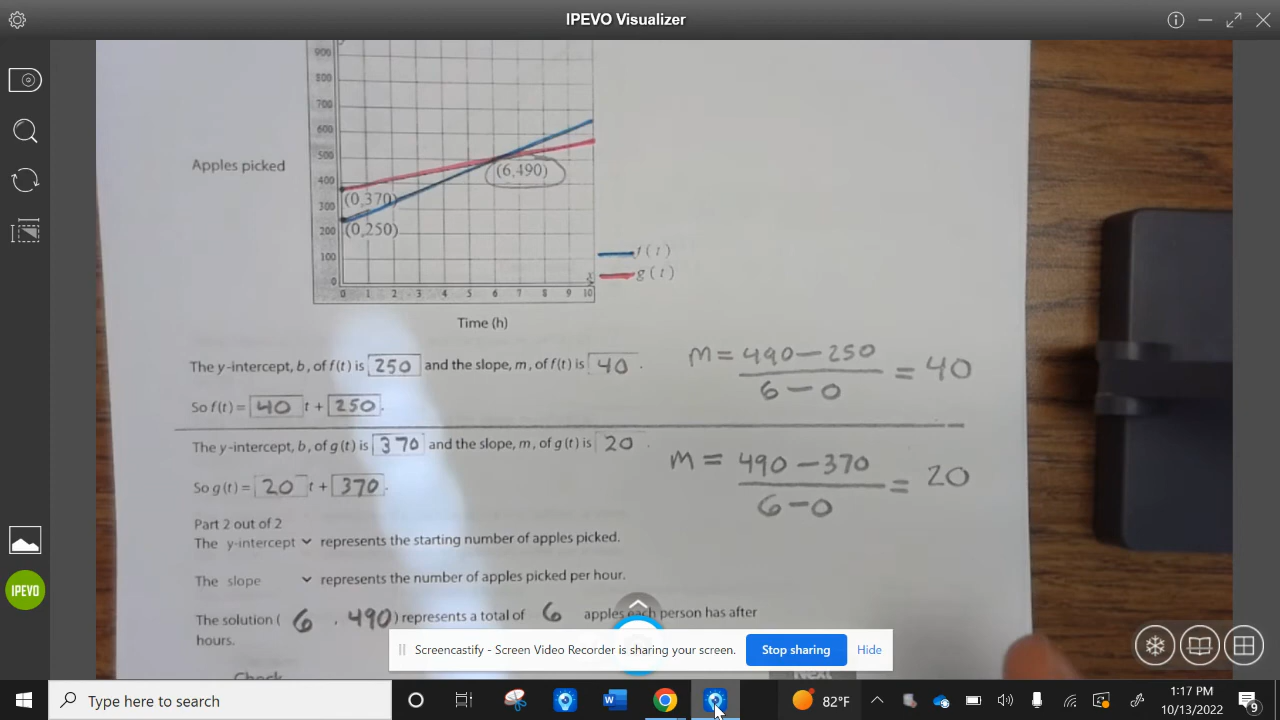 IPEVO Visualizer
900
800
700
600
500
400
300
200
100
0
Apples picked
(6,490)
(0,370)
(0,250)
f(t)
g(t)
0 1 2 3 4 5 6 7 8 9 10
x
Time (h)
The y-intercept, b, of f(t) is 250 and the slope, m, of f(t) is 40.
m = 490-250 / 6-0 = 40
So f(t) = 40 t + 250.
The y-intercept, b, of g(t) is 370 and the slope, m, of g(t) is 20.
m = 490-370 / 6-0 = 20
So g(t) = 20 t + 370.
Part 2 out of 2
The y-intercept represents the starting number of apples picked.
The slope represents the number of apples picked per hour.
The solution (6, 490) represents a total of 6 apples each person has after
hours.
Check
IPEVO
Screencastify - Screen Video Recorder is sharing your screen.
Stop sharing
Hide
Type here to search
82°F
1:17 PM
10/13/2022
9